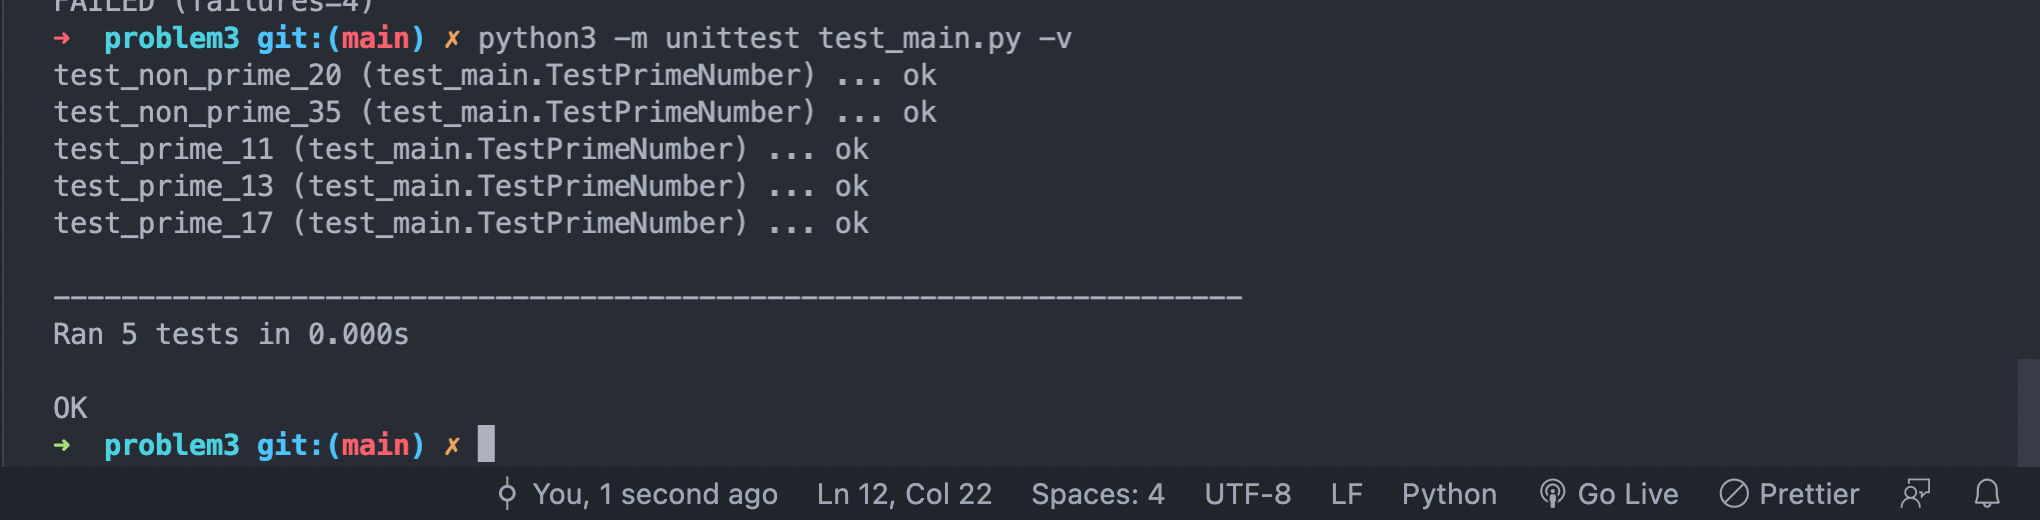 FAILED (failures=4)
➜ problem3 git:(main) ✗ python3 -m unittest test_main.py -v
test_non_prime_20 (test_main.TestPrimeNumber) ... ok
test_non_prime_35 (test_main.TestPrimeNumber) ... ok
test_prime_11 (test_main.TestPrimeNumber) ... ok
test_prime_13 (test_main.TestPrimeNumber) ... ok
test_prime_17 (test_main.TestPrimeNumber) ... ok
----------------------------------------------------------------------
Ran 5 tests in 0.000s
OK
➜ problem3 git:(main) ✗
You, 1 second ago Ln 12, Col 22 Spaces: 4 UTF-8 LF Python Go Live Prettier